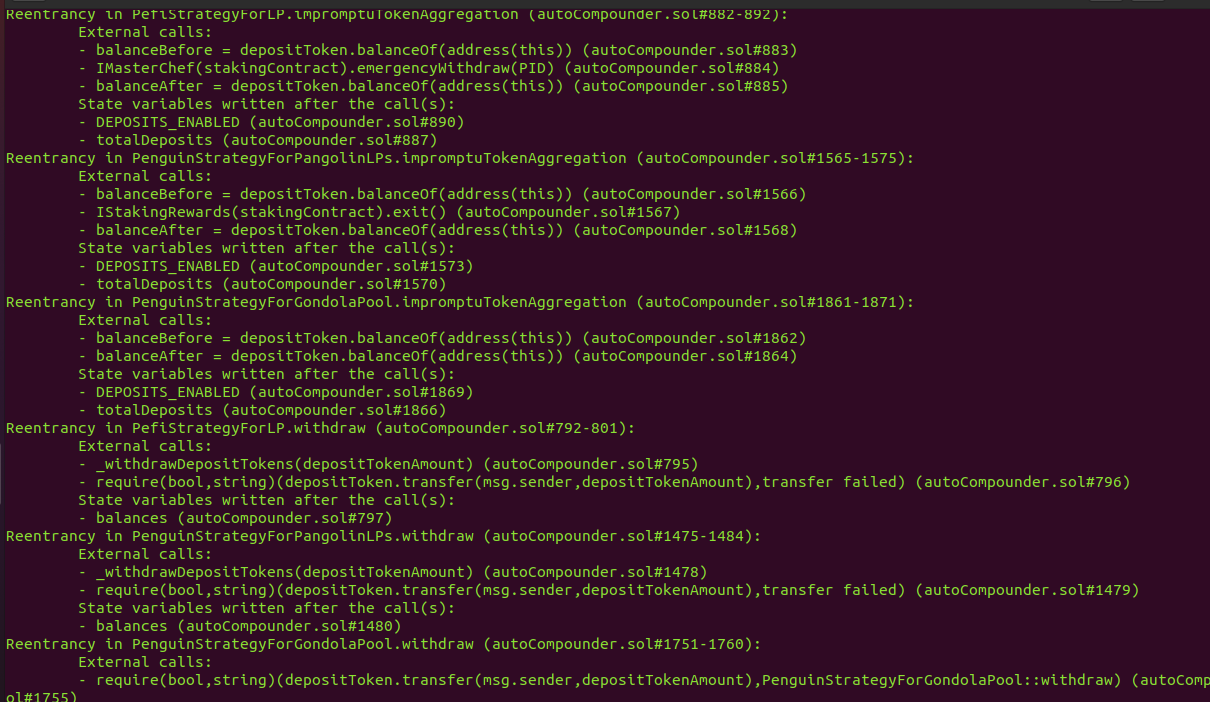 Reentrancy in PefiStrategyForLP.impromptuTokenAggregation (autoCompounder.sol#882-892):
External calls:
- balanceBefore = depositToken.balanceOf(address(this)) (autoCompounder.sol#883)
- IMasterChef(stakingContract).emergencyWithdraw(PID) (autoCompounder.sol#884)
- balanceAfter = depositToken.balanceOf(address(this)) (autoCompounder.sol#885)
State variables written after the call(s):
- DEPOSITS_ENABLED (autoCompounder.sol#890)
- totalDeposits (autoCompounder.sol#887)
Reentrancy in PenguinStrategyForPangolinLPs.impromptuTokenAggregation (autoCompounder.sol#1565-1575):
External calls:
- balanceBefore = depositToken.balanceOf(address(this)) (autoCompounder.sol#1566)
- IStakingRewards(stakingContract).exit() (autoCompounder.sol#1567)
- balanceAfter = depositToken.balanceOf(address(this)) (autoCompounder.sol#1568)
State variables written after the call(s):
- DEPOSITS_ENABLED (autoCompounder.sol#1573)
- totalDeposits (autoCompounder.sol#1570)
Reentrancy in PenguinStrategyForGondolaPool.impromptuTokenAggregation (autoCompounder.sol#1861-1871):
External calls:
- balanceBefore = depositToken.balanceOf(address(this)) (autoCompounder.sol#1862)
- balanceAfter = depositToken.balanceOf(address(this)) (autoCompounder.sol#1864)
State variables written after the call(s):
- DEPOSITS_ENABLED (autoCompounder.sol#1869)
- totalDeposits (autoCompounder.sol#1866)
Reentrancy in PefiStrategyForLP.withdraw (autoCompounder.sol#792-801):
External calls:
- _withdrawDepositTokens(depositTokenAmount) (autoCompounder.sol#795)
- require(bool,string)(depositToken.transfer(msg.sender,depositTokenAmount),transfer failed) (autoCompounder.sol#796)
State variables written after the call(s):
- balances (autoCompounder.sol#797)
Reentrancy in PenguinStrategyForPangolinLPs.withdraw (autoCompounder.sol#1475-1484):
External calls:
- _withdrawDepositTokens(depositTokenAmount) (autoCompounder.sol#1478)
- require(bool,string)(depositToken.transfer(msg.sender,depositTokenAmount),transfer failed) (autoCompounder.sol#1479)
State variables written after the call(s):
- balances (autoCompounder.sol#1480)
Reentrancy in PenguinStrategyForGondolaPool.withdraw (autoCompounder.sol#1751-1760):
External calls:
- require(bool,string)(depositToken.transfer(msg.sender,depositTokenAmount),PenguinStrategyForGondolaPool::withdraw) (autoComp
ol#1755)